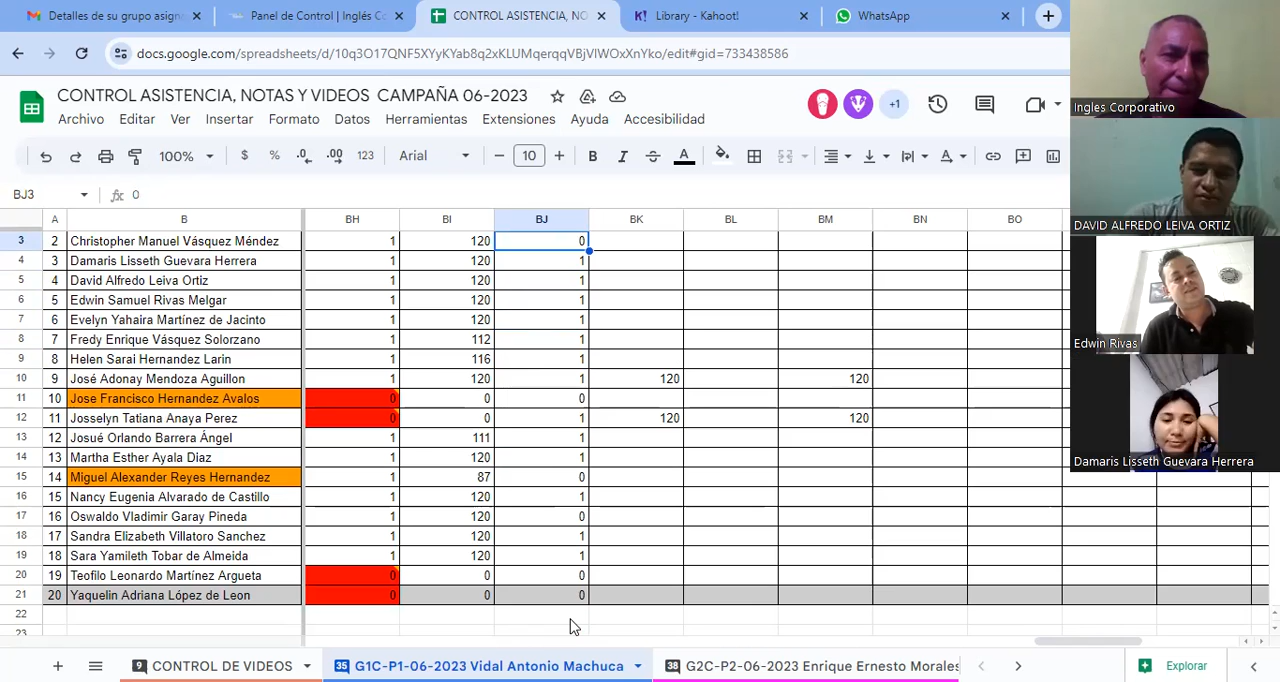 Detalles de su grupo asign
Panel de Control | Inglés Co
CONTROL ASISTENCIA, NO
Library - Kahoot!
WhatsApp
docs.google.com/spreadsheets/d/10q3O17QNF5XYyKYab8z2xKLUMqerqqVBjVIWOxXnYko/edit#gid=733438586
CONTROL ASISTENCIA, NOTAS Y VIDEOS. CAMPAÑA 06-2023
+1
Archivo Editar Ver Insertar Formato Datos Herramientas Extensiones Ayuda Accesibilidad
100% $ % .0 .00 123 Arial 10 B I A
BJ3 fx 0
A B BH BI BJ BK BL BM BN BO
3 2 Christopher Manuel Vásquez Méndez 1 120 0
4 3 Damaris Lisseth Guevara Herrera 1 120 1
5 4 David Alfredo Leiva Ortiz 1 120 1
6 5 Edwin Samuel Rivas Melgar 1 120 1
7 6 Evelyn Yahaira Martínez de Jacinto 1 120 1
8 7 Fredy Enrique Vásquez Solorzano 1 112 1
9 8 Helen Sarai Hernandez Larin 1 116 1
10 9 José Adonay Mendoza Aguillon 1 120 1 120 120
11 10 Jose Francisco Hernandez Avalos 0 0 0
12 11 Josselyn Tatiana Anaya Perez 0 120 1 120 120
13 12 Josué Orlando Barrera Ángel 1 120 1
14 13 Martha Esther Ayala Diaz 1 120 1
15 14 Miguel Alexander Reyes Hernandez 1 120 0
16 15 Nancy Eugenia Alvarado de Castillo 1 120 1
17 16 Oswaldo Vladimir Garay Pineda 1 120 0
18 17 Sandra Elizabeth Villatoro Sanchez 1 120 1
19 18 Sara Yamileth Tobar de Almeida 1 120 1
20 19 Teofilo Leonardo Martínez Argueta 0 0 0
21 20 Yaquelin Adriana López de Leon 0 0 0
22
23
9 CONTROL DE VIDEOS 35 G1C-P1-06-2023 Vidal Antonio Machuca 38 G2C-P2-06-2023 Enrique Ernesto Morales Explorar
Ingles Corporativo
DAVID ALFREDO LEIVA ORTIZ
Edwin Rivas
Damaris Lisseth Guevara Herrera